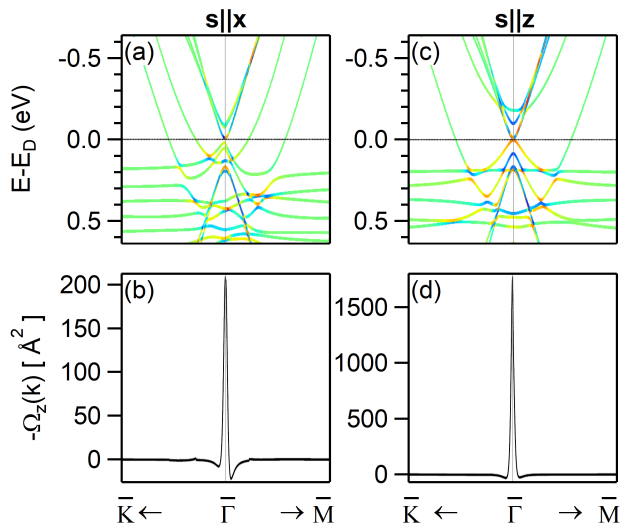 s||x
s||z
(a)
(c)
-0.5
0.0
0.5
E-E_D (eV)
-0.5
0.0
0.5
(b)
(d)
200
150
100
50
0
-Ω_z(k) [ Å² ]
1500
1000
500
0
K̅ ← Γ̅ → M̅
K̅ ← Γ̅ → M̅